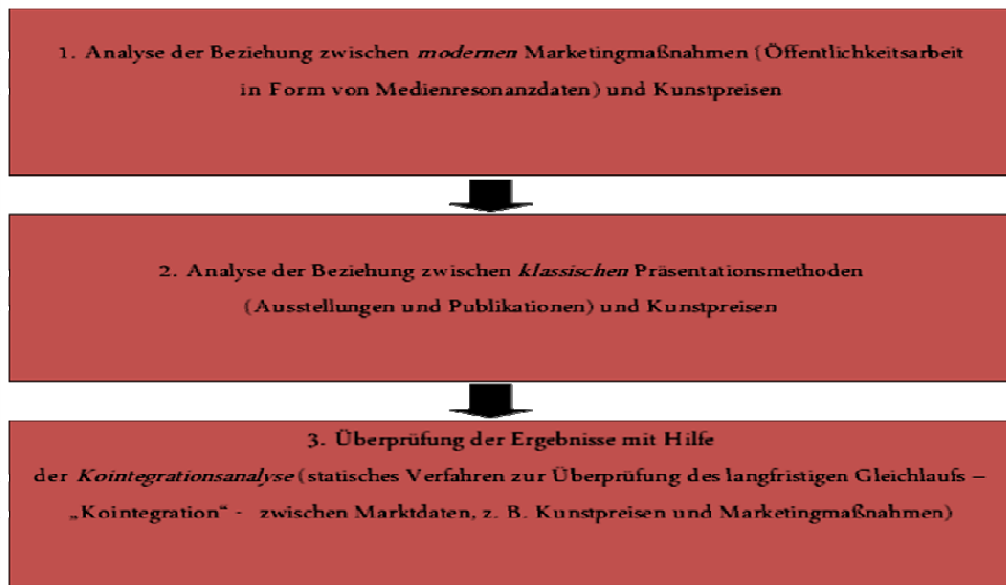 1. Analyse der Beziehung zwischen modernen Marketingmaßnahmen (Öffentlichkeitsarbeit
in Form von Medienresonanzdaten) und Kunstpreisen
2. Analyse der Beziehung zwischen klassischen Präsentationsmethoden
(Ausstellungen und Publikationen) und Kunstpreisen
3. Überprüfung der Ergebnisse mit Hilfe
der Kointegrationsanalyse (statisches Verfahren zur Überprüfung des langfristigen Gleichlaufs –
„Kointegration“ - zwischen Marktdaten, z. B. Kunstpreisen und Marketingmaßnahmen)